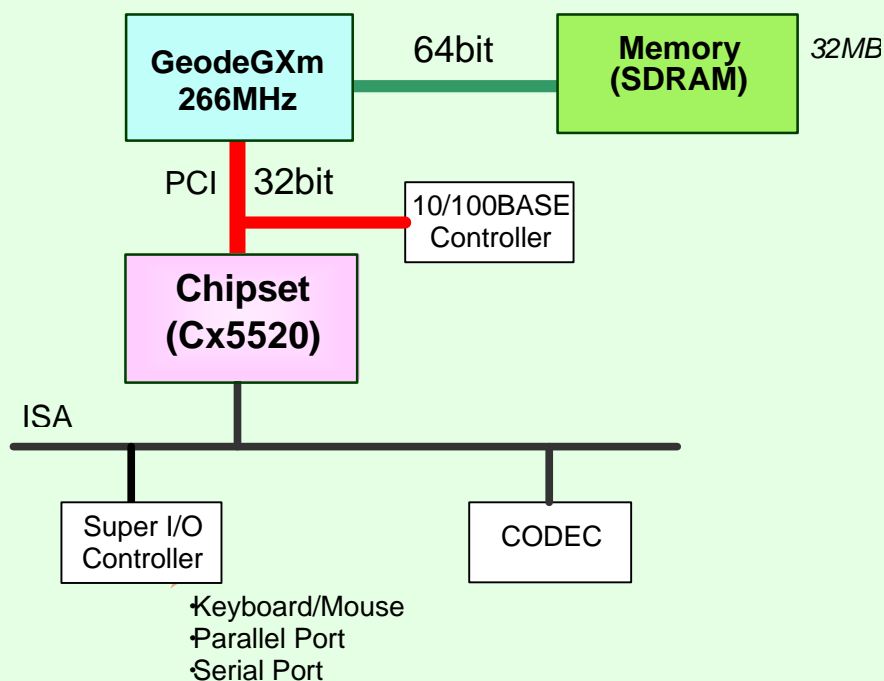 GeodeGXm
266MHz
64bit
Memory
(SDRAM)
32MB
PCI
32bit
10/100BASE
Controller
Chipset
(Cx5520)
ISA
Super I/O
Controller
CODEC
·Keyboard/Mouse
·Parallel Port
·Serial Port